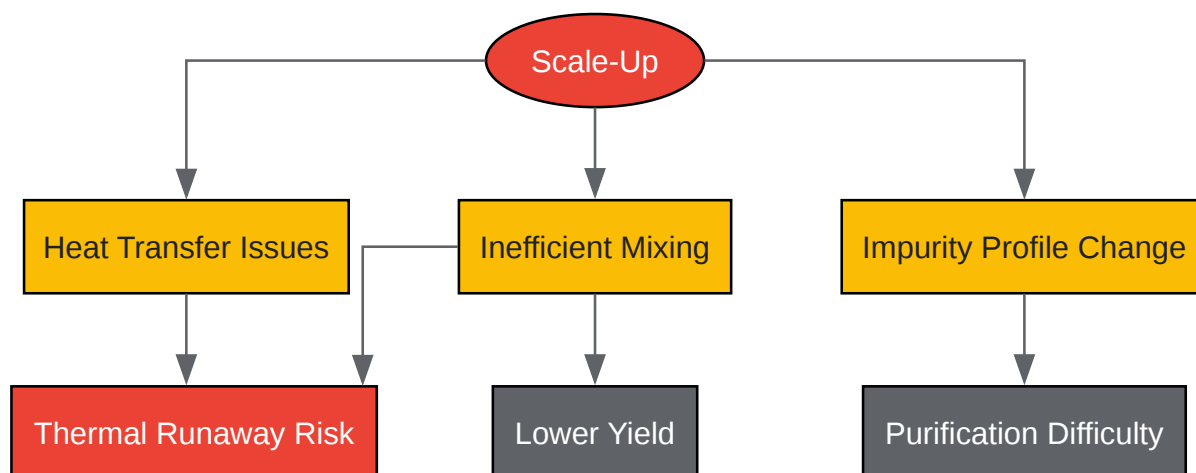 Scale-Up
Heat Transfer Issues
Inefficient Mixing
Impurity Profile Change
Thermal Runaway Risk
Lower Yield
Purification Difficulty